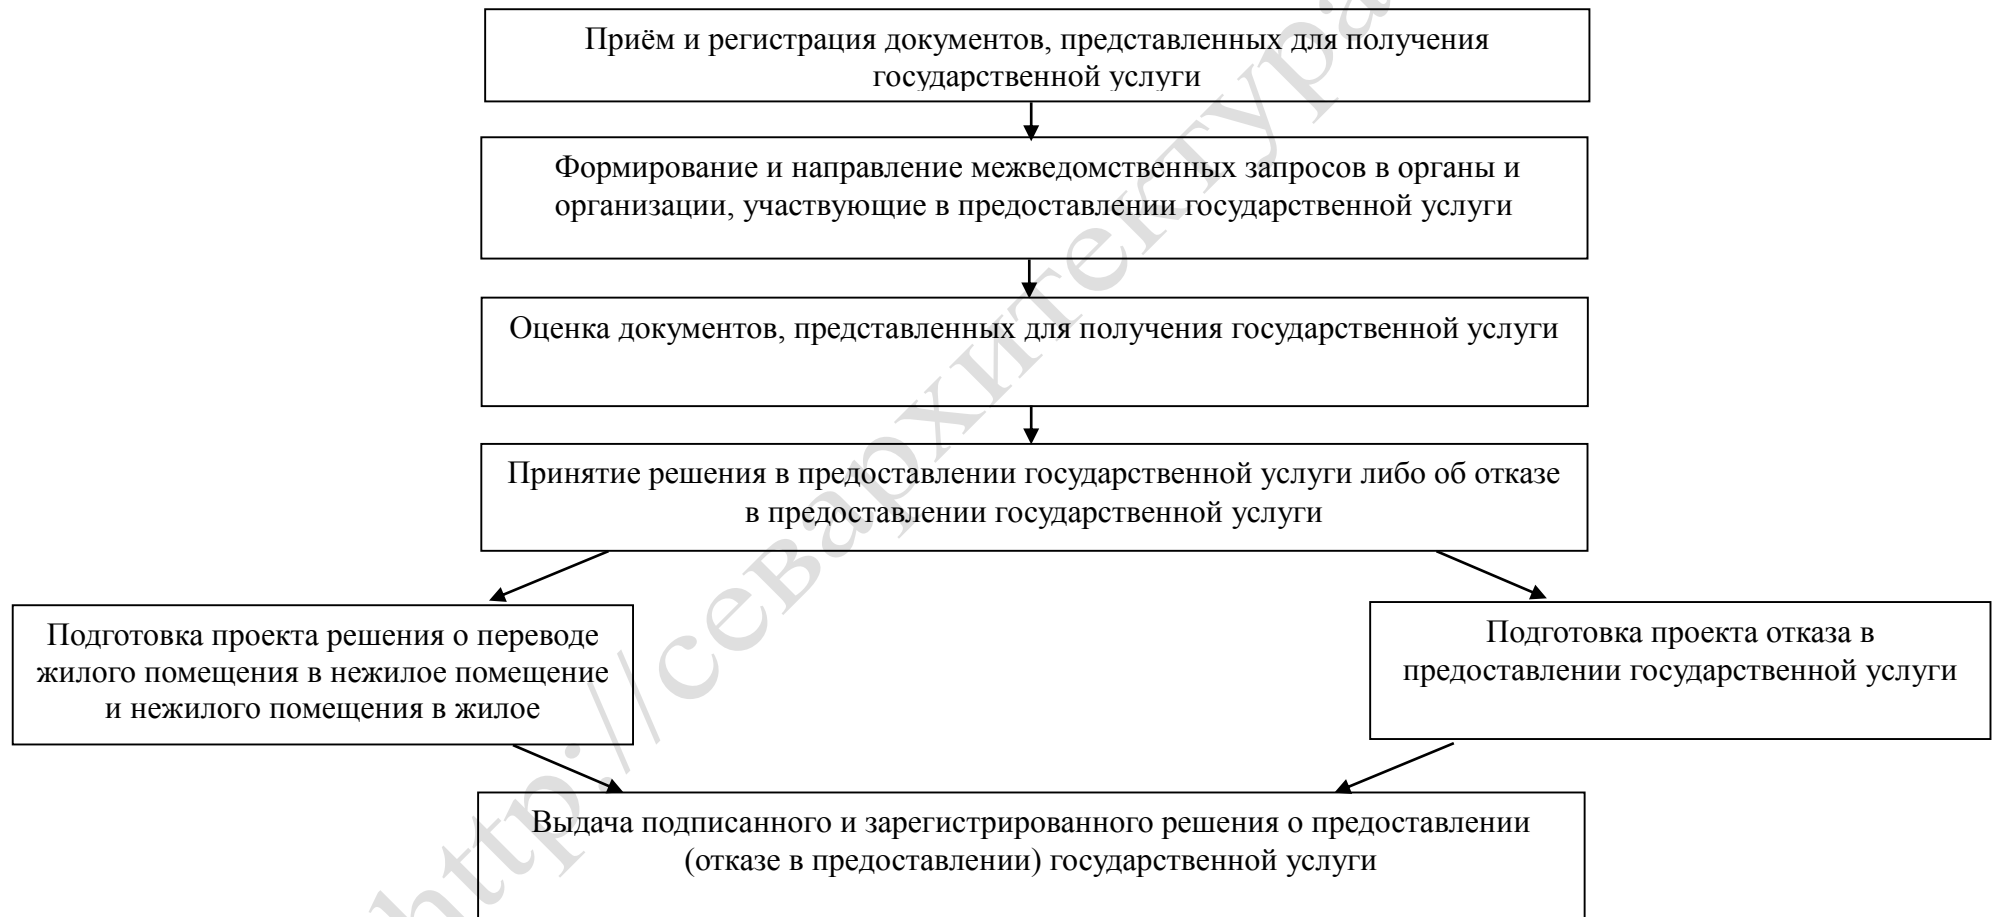 Приём и регистрация документов, представленных для получения
государственной услуги
Формирование и направление межведомственных запросов в органы и
организации, участвующие в предоставлении государственной услуги
Оценка документов, представленных для получения государственной услуги
Принятие решения в предоставлении государственной услуги либо об отказе
в предоставлении государственной услуги
Подготовка проекта решения о переводе
жилого помещения в нежилое помещение
и нежилого помещения в жилое
Подготовка проекта отказа в
предоставлении государственной услуги
Выдача подписанного и зарегистрированного решения о предоставлении
(отказе в предоставлении) государственной услуги
http://севархитектура